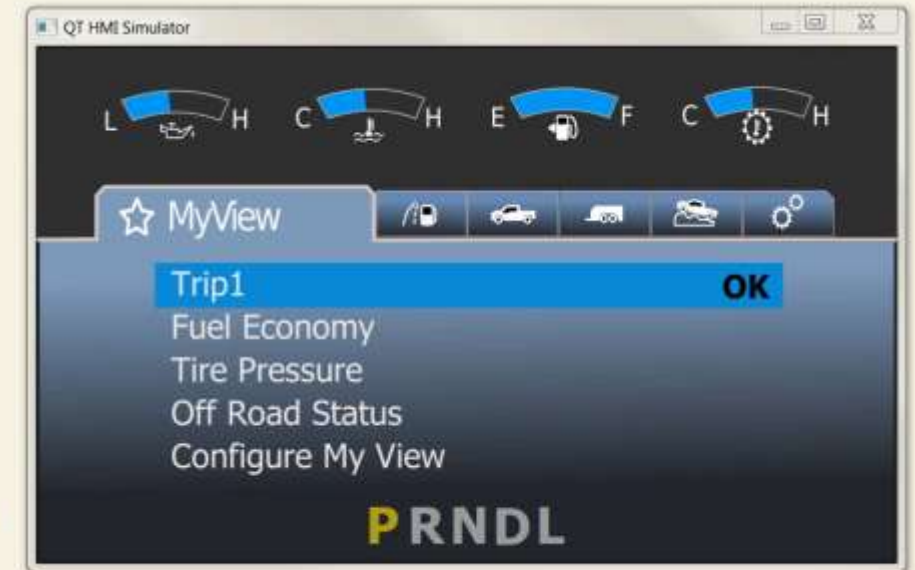 QT HMI Simulator
L H C H E F C H
MyView
Trip1 OK
Fuel Economy
Tire Pressure
Off Road Status
Configure My View
PRNDL